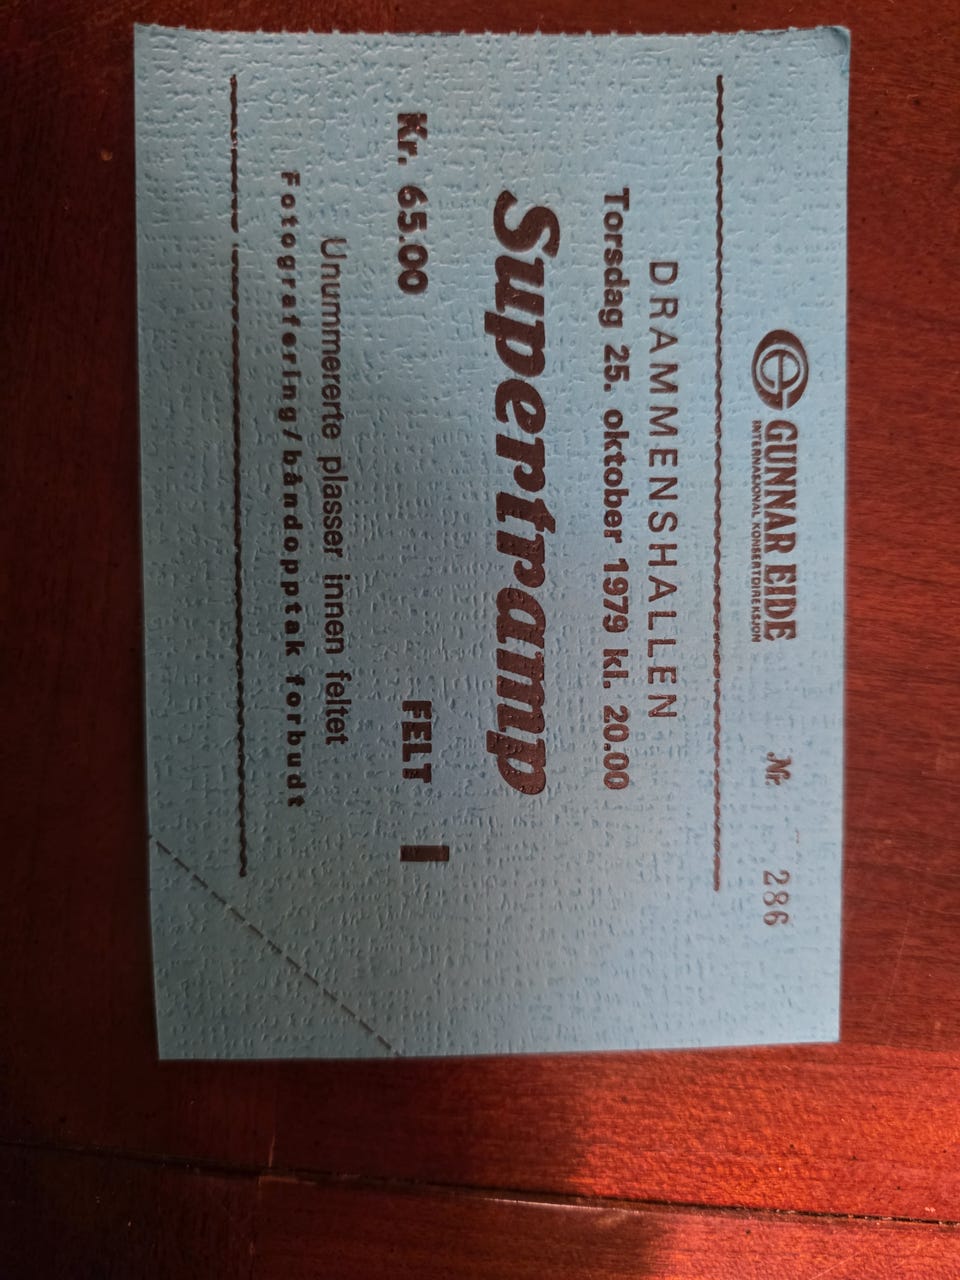 GUNNAR EIDE
INTERNASJONAL KONSERTDIREKSJON
Nr. 286
DRAMMENSHALLEN
Torsdag 25. oktober 1979 kl. 20.00
Supertramp
Kr. 65.00 FELT I
Unummererte plasser innen feltet
Fotografering/båndopptak forbudt